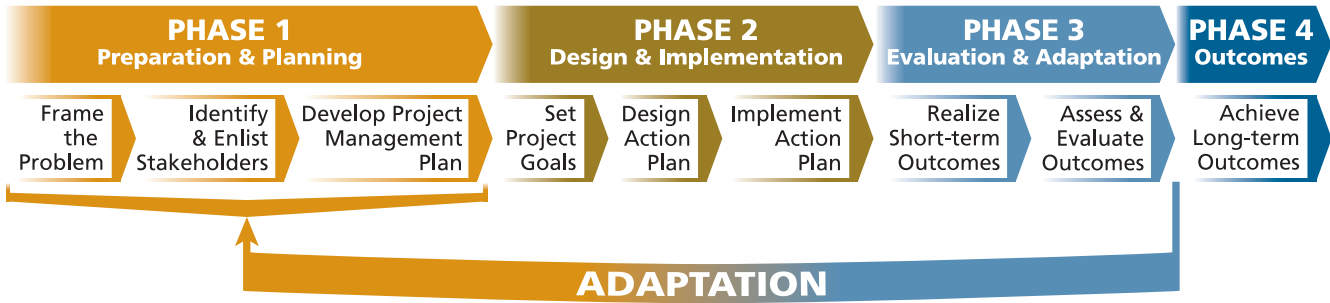 PHASE 1
Preparation & Planning
PHASE 2
Design & Implementation
PHASE 3
Evaluation & Adaptation
PHASE 4
Outcomes
Frame
the
Problem
Identify
& Enlist
Stakeholders
Develop Project
Management
Plan
Set
Project
Goals
Design
Action
Plan
Implement
Action
Plan
Realize
Short-term
Outcomes
Assess &
Evaluate
Outcomes
Achieve
Long-term
Outcomes
ADAPTATION